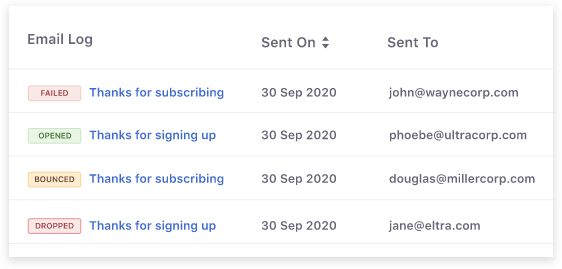 Email Log Sent On Sent To
FAILED Thanks for subscribing 30 Sep 2020 john@waynecorp.com
OPENED Thanks for signing up 30 Sep 2020 phoebe@ultracorp.com
BOUNCED Thanks for subscribing 30 Sep 2020 douglas@millercorp.com
DROPPED Thanks for signing up 30 Sep 2020 jane@eltra.com